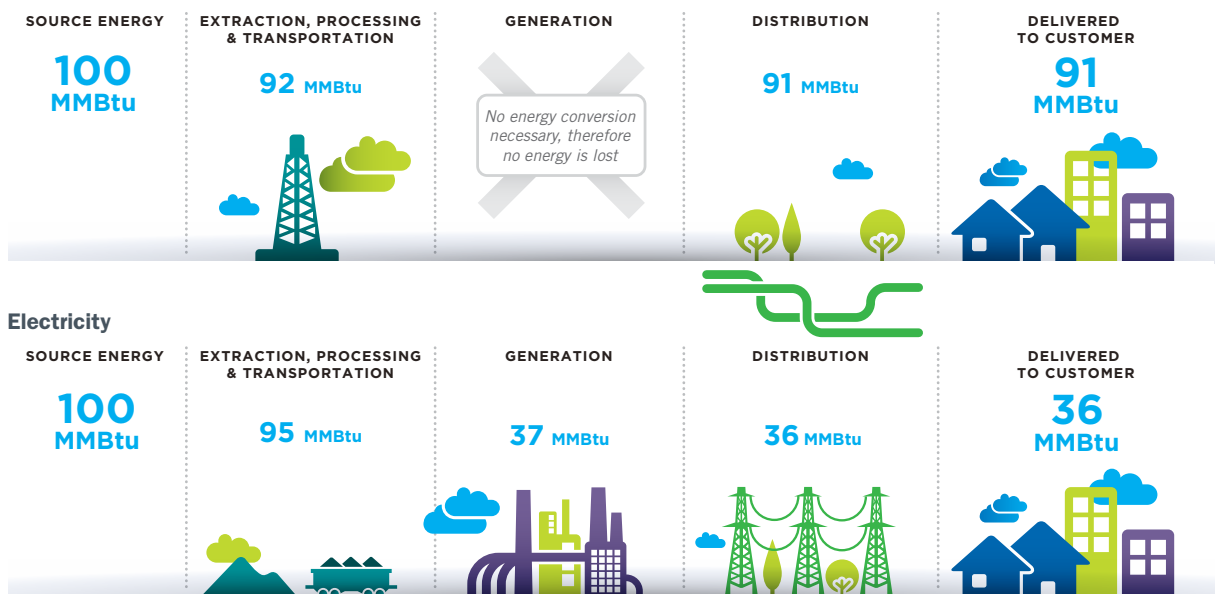 SOURCE ENERGY
100
MMBtu
EXTRACTION, PROCESSING
& TRANSPORTATION
92 MMBtu
GENERATION
No energy conversion
necessary, therefore
no energy is lost
DISTRIBUTION
91 MMBtu
DELIVERED
TO CUSTOMER
91
MMBtu
Electricity
SOURCE ENERGY
100
MMBtu
EXTRACTION, PROCESSING
& TRANSPORTATION
95 MMBtu
GENERATION
37 MMBtu
DISTRIBUTION
36 MMBtu
DELIVERED
TO CUSTOMER
36
MMBtu